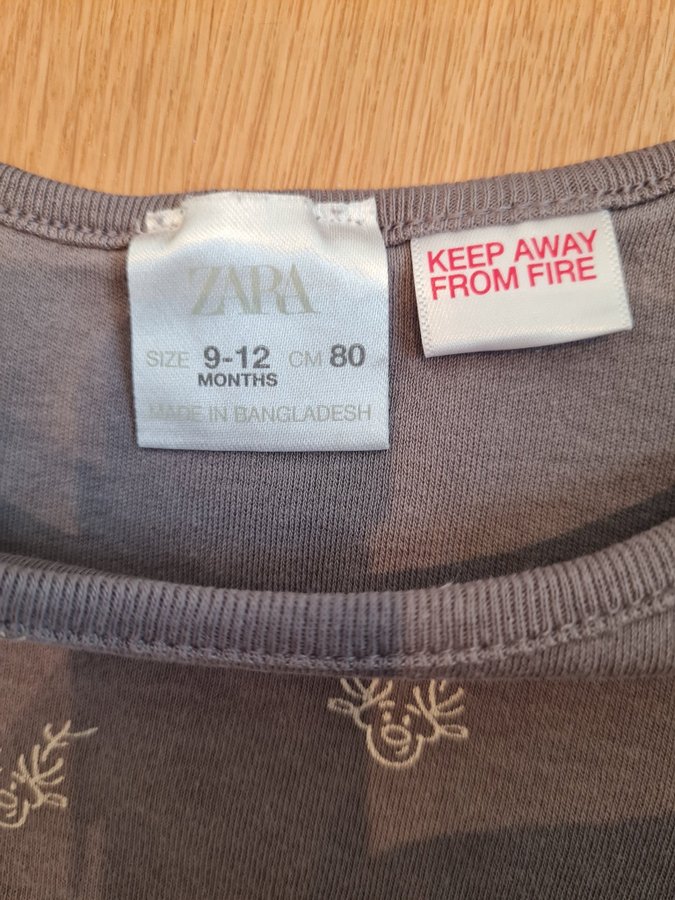 ZARA
SIZE 9-12 CM 80
MONTHS
MADE IN BANGLADESH
KEEP AWAY
FROM FIRE